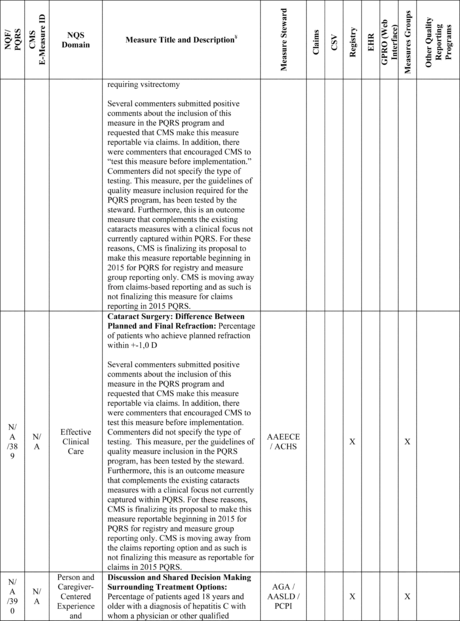 NQF/
PQRS
CMS
E-Measure ID
NQS
Domain
Measure Title and Description¥
Measure Steward
Claims
CSV
Registry
EHR
GPRO (Web
Interface)
Measures Groups
Other Quality
Reporting
Programs
requiring vsitrectomy
Several commenters submitted positive
comments about the inclusion of this
measure in the PQRS program and
requested that CMS make this measure
reportable via claims. In addition, there
were commenters that encouraged CMS to
“test this measure before implementation.”
Commenters did not specify the type of
testing. This measure, per the guidelines of
quality measure inclusion required for the
PQRS program, has been tested by the
steward. Furthermore, this is an outcome
measure that complements the existing
cataracts measures with a clinical focus not
currently captured within PQRS. For these
reasons, CMS is finalizing its proposal to
make this measure reportable beginning in
2015 for PQRS for registry and measure
group reporting only. CMS is moving away
from claims-based reporting and as such is
not finalizing this measure for claims
reporting in 2015 PQRS.
N/
A
/38
9
N/
A
Effective
Clinical
Care
Cataract Surgery: Difference Between
Planned and Final Refraction: Percentage
of patients who achieve planned refraction
within +-1,0 D
Several commenters submitted positive
comments about the inclusion of this
measure in the PQRS program and
requested that CMS make this measure
reportable via claims. In addition, there
were commenters that encouraged CMS to
test this measure before implementation.
Commenters did not specify the type of
testing. This measure, per the guidelines of
quality measure inclusion in the PQRS
program, has been tested by the steward.
Furthermore, this is an outcome measure
that complements the existing cataracts
measures with a clinical focus not currently
captured within PQRS. For these reasons,
CMS is finalizing its proposal to make this
measure reportable beginning in 2015 for
PQRS for registry and measure group
reporting only. CMS is moving away from
the claims reporting option and as such is
not finalizing this measure as reportable for
claims in 2015 PQRS.
AAEECE
/ ACHS
X
X
N/
A
/39
0
N/
A
Person and
Caregiver-
Centered
Experience
and
Discussion and Shared Decision Making
Surrounding Treatment Options:
Percentage of patients aged 18 years and
older with a diagnosis of hepatitis C with
whom a physician or other qualified
AGA /
AASLD /
PCPI
X
X